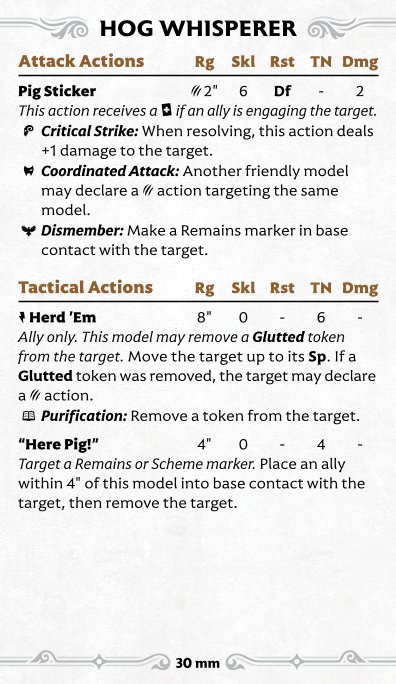 HOG WHISPERER
Attack Actions Rg Skl Rst TN Dmg
Pig Sticker 2" 6 Df - 2
This action receives a if an ally is engaging the target.
Critical Strike: When resolving, this action deals
+1 damage to the target.
Coordinated Attack: Another friendly model
may declare a action targeting the same
model.
Dismember: Make a Remains marker in base
contact with the target.
Tactical Actions Rg Skl Rst TN Dmg
Herd 'Em 8" 0 - 6 -
Ally only. This model may remove a Glutted token
from the target. Move the target up to its Sp. If a
Glutted token was removed, the target may declare
a action.
Purification: Remove a token from the target.
"Here Pig!" 4" 0 - 4 -
Target a Remains or Scheme marker. Place an ally
within 4" of this model into base contact with the
target, then remove the target.
30 mm